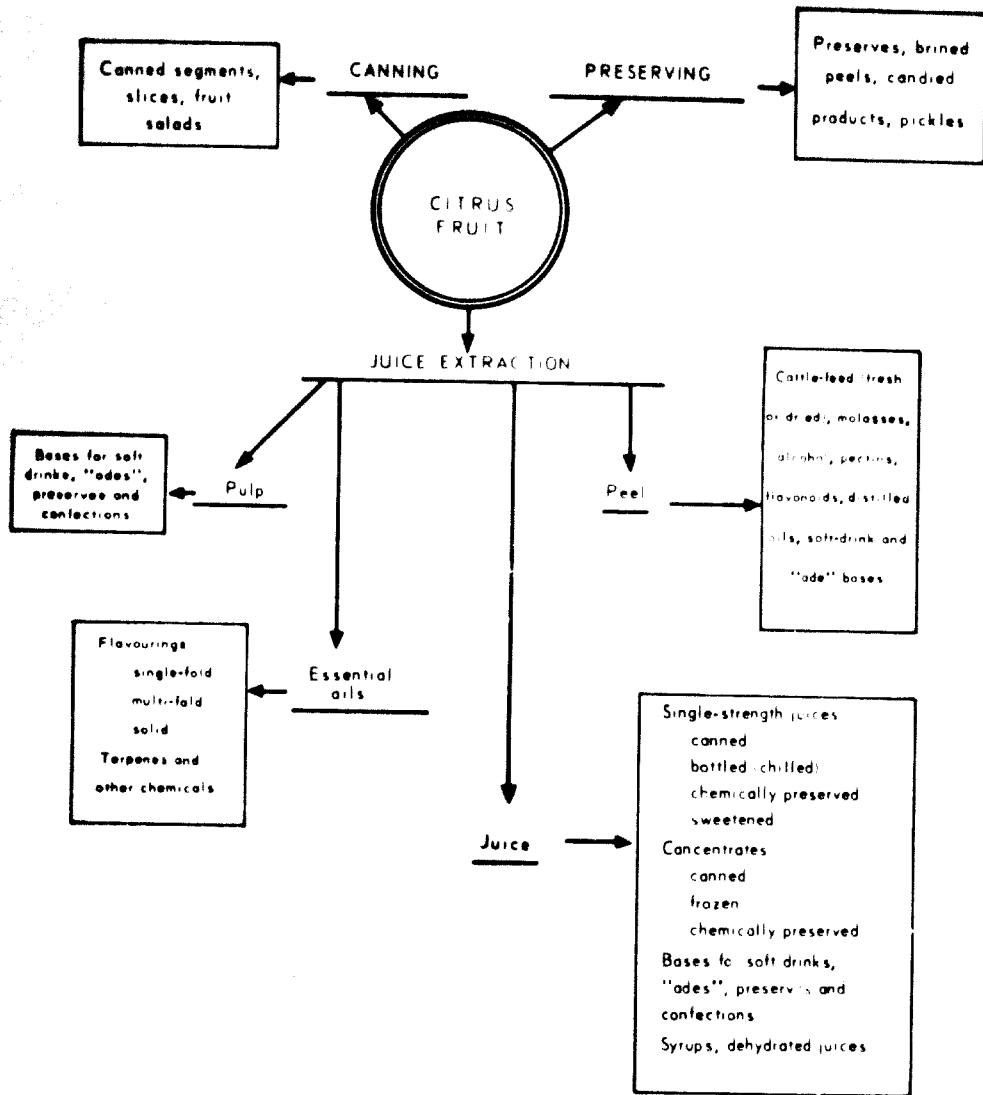 CANNING
PRESERVING
Canned segments,
slices, fruit
salads
Preserves, brined
peels, candied
products, pickles
CITRUS
FRUIT
JUICE EXTRACTION
Pulp
Bases for soft
drinks, "ades",
preserves and
confections
Peel
Cattle-feed (fresh
or dried), molasses,
alcohol, pectins,
flavonoids, distilled
oils, soft-drink and
"ade" bases
Essential
oils
Flavourings
single-fold
multi-fold
solid
Terpenes and
other chemicals
Juice
Single-strength juices
canned
bottled (chilled)
chemically preserved
sweetened
Concentrates
canned
frozen
chemically preserved
Bases for soft drinks,
"ades", preserves and
confections
Syrups, dehydrated juices